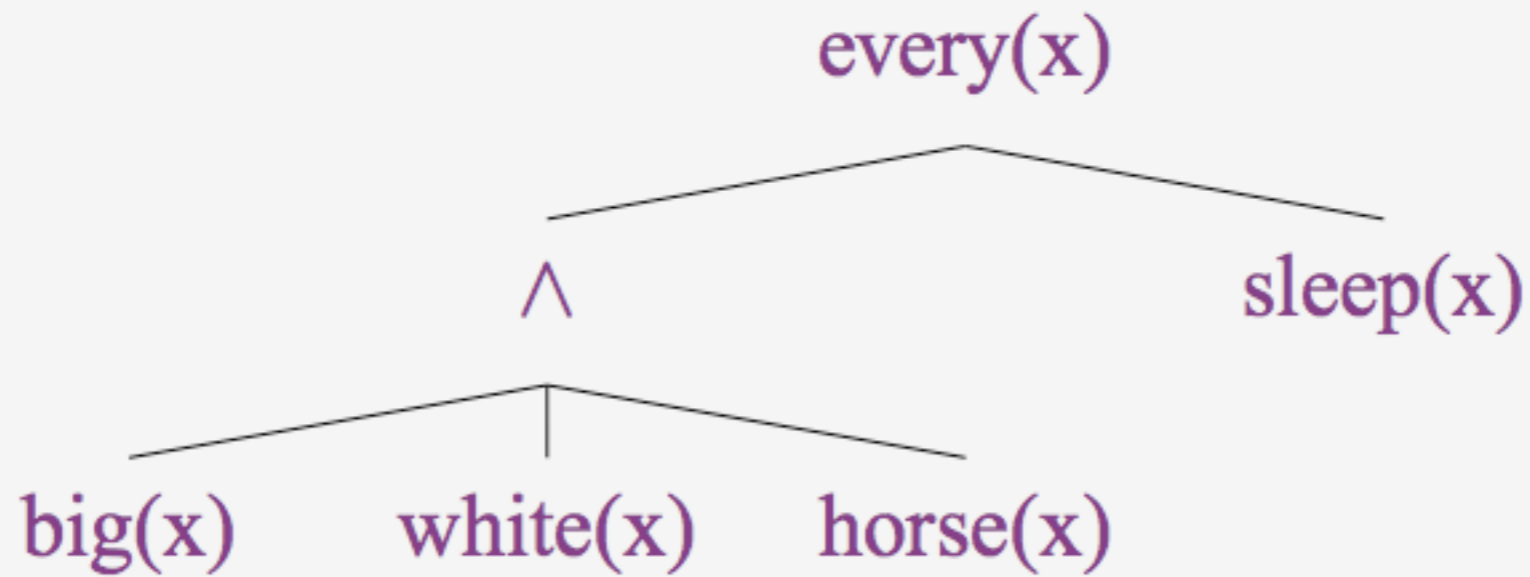 every(x)
∧ sleep(x)
big(x) white(x) horse(x)